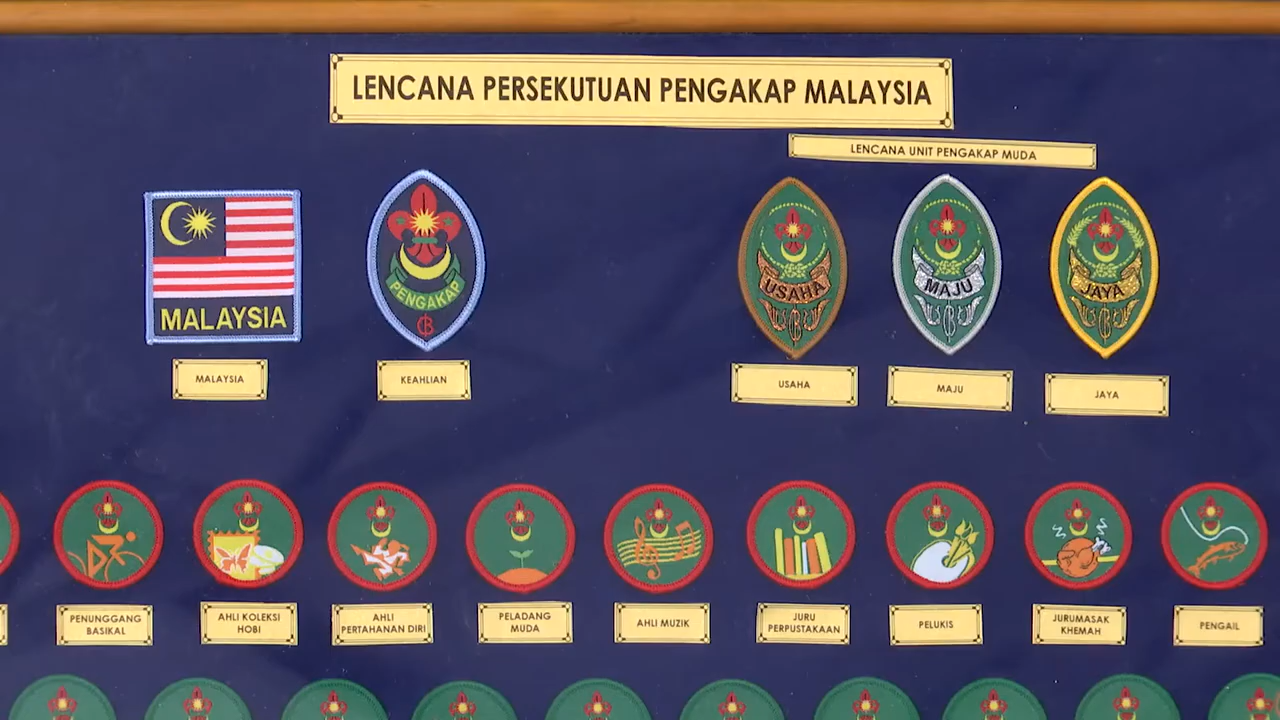 LENCANA PERSEKUTUAN PENGAKAP MALAYSIA
LENCANA UNIT PENGAKAP MUDA
MALAYSIA
PENGAKAP
USAHA
MAJU
JAYA
MALAYSIA
KEAHLIAN
USAHA
MAJU
JAYA
PENUNGGANG
BASIKAL
AHLI KOLEKSI
HOBI
AHLI
PERTAHANAN DIRI
PELADANG
MUDA
AHLI MUZIK
JURU
PERPUSTAKAAN
PELUKIS
JURUMASAK
KHEMAH
PENGAIL